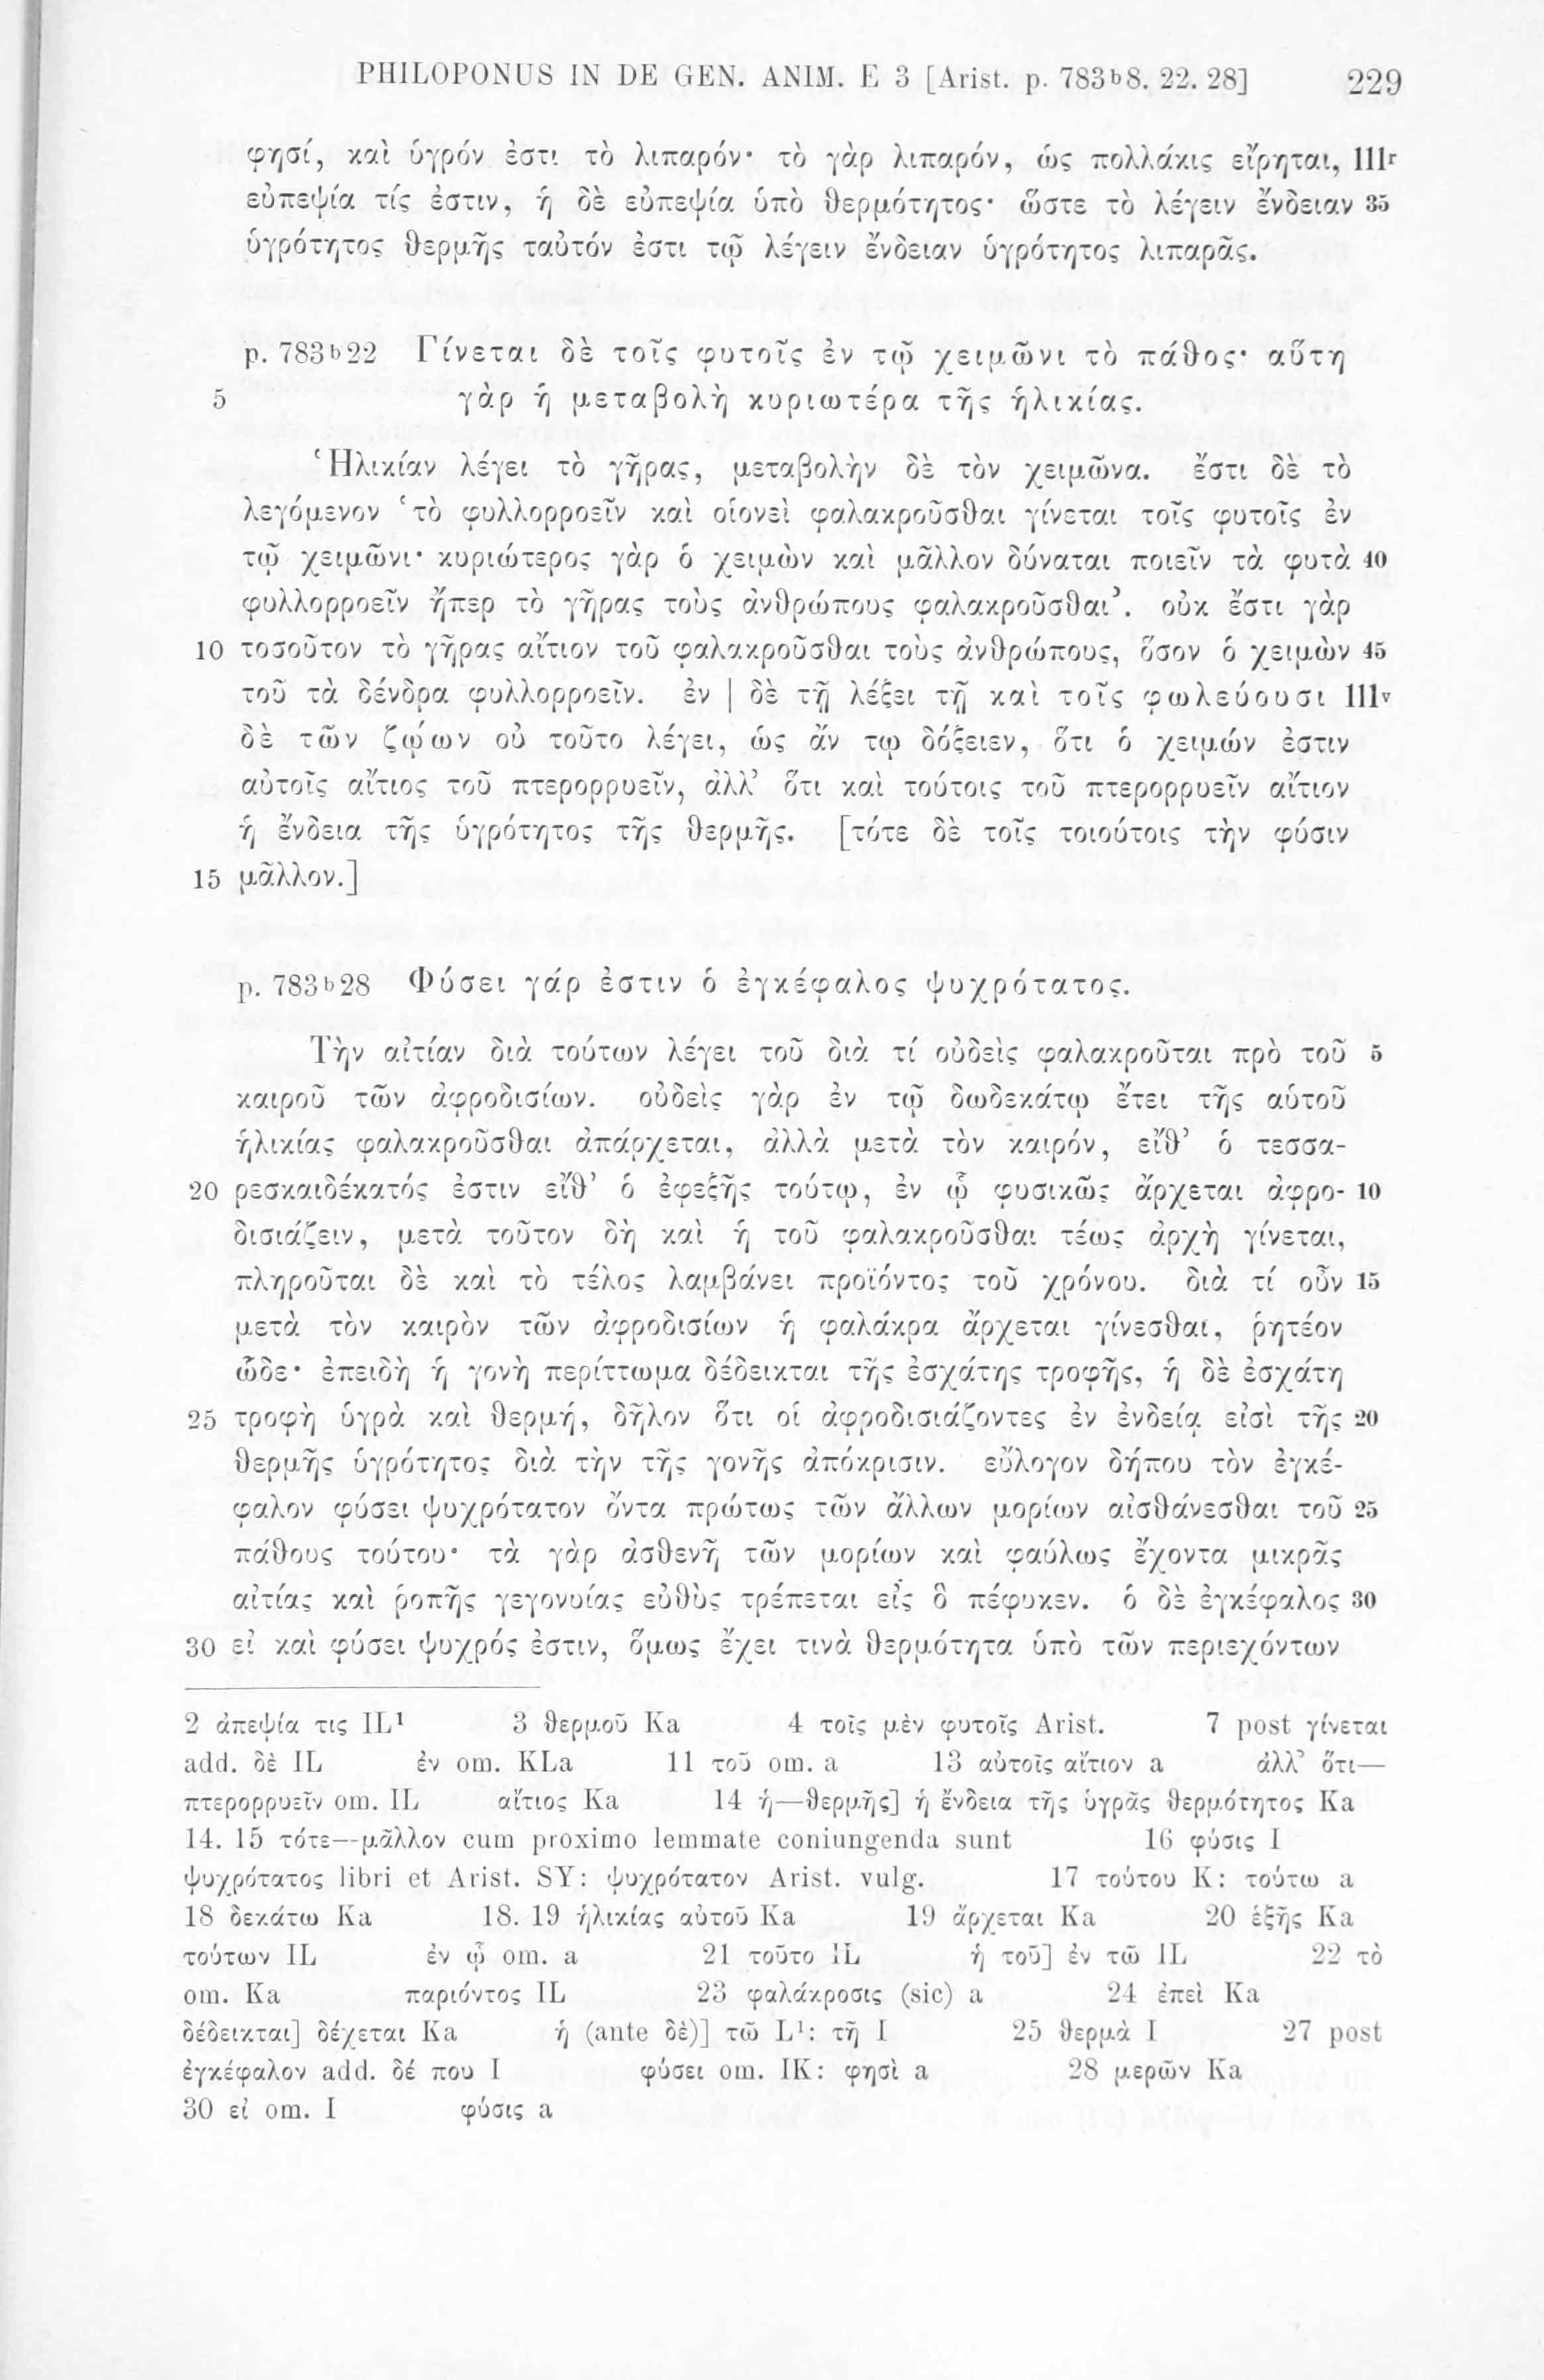 PHILOPONUS IN DE GEN. ANIM. E 3 [Arist. p. 783ᵇ8. 22. 28] 229
φησί, καὶ ὑγρόν ἐστι τὸ λιπαρόν· τὸ γὰρ λιπαρόν, ὡς πολλάκις εἴρηται, 111ʳ
εὐπεψία τίς ἐστιν, ἡ δὲ εὐπεψία ὑπὸ θερμότητος· ὥστε τὸ λέγειν ἔνδειαν 35
ὑγρότητος θερμῆς ταὐτόν ἐστι τῷ λέγειν ἔνδειαν ὑγρότητος λιπαρᾶς.
p. 783ᵇ22 Γίνεται δὲ τοῖς φυτοῖς ἐν τῷ χειμῶνι τὸ πάθος· αὕτη
5 γὰρ ἡ μεταβολὴ κυριωτέρα τῆς ἡλικίας.
Ἡλικίαν λέγει τὸ γῆρας, μεταβολὴν δὲ τὸν χειμῶνα. ἔστι δὲ τὸ
λεγόμενον ‘τὸ φυλλορροεῖν καὶ οἱονεὶ φαλακροῦσθαι γίνεται τοῖς φυτοῖς ἐν
τῷ χειμῶνι· κυριώτερος γὰρ ὁ χειμὼν καὶ μᾶλλον δύναται ποιεῖν τὰ φυτὰ 40
φυλλορροεῖν ἤπερ τὸ γῆρας τοὺς ἀνθρώπους φαλακροῦσθαι’. οὐκ ἔστι γὰρ
10 τοσοῦτον τὸ γῆρας αἴτιον τοῦ φαλακροῦσθαι τοὺς ἀνθρώπους, ὅσον ὁ χειμὼν 45
τοῦ τὰ δένδρα φυλλορροεῖν. ἐν | δὲ τῇ λέξει τῇ καὶ τοῖς φωλεύουσι 111ᵛ
δὲ τῶν ζῴων οὐ τοῦτο λέγει, ὡς ἄν τῳ δόξειεν, ὅτι ὁ χειμών ἐστιν
αὐτοῖς αἴτιος τοῦ πτερορρυεῖν, ἀλλ’ ὅτι καὶ τούτοις τοῦ πτερορρυεῖν αἴτιον
ἡ ἔνδεια τῆς ὑγρότητος τῆς θερμῆς. [τότε δὲ τοῖς τοιούτοις τὴν φύσιν
15 μᾶλλον.]
p. 783ᵇ28 Φύσει γάρ ἐστιν ὁ ἐγκέφαλος ψυχρότατος.
Τὴν αἰτίαν διὰ τούτων λέγει τοῦ διὰ τί οὐδεὶς φαλακροῦται πρὸ τοῦ 5
καιροῦ τῶν ἀφροδισίων. οὐδεὶς γὰρ ἐν τῷ δωδεκάτῳ ἔτει τῆς αὑτοῦ
ἡλικίας φαλακροῦσθαι ἀπάρχεται, ἀλλὰ μετὰ τὸν καιρόν, εἴθ’ ὁ τεσσα-
20 ρεσκαιδέκατός ἐστιν εἴθ’ ὁ ἐφεξῆς τούτῳ, ἐν ᾧ φυσικῶς ἄρχεται ἀφρο- 10
δισιάζειν, μετὰ τοῦτον δὴ καὶ ἡ τοῦ φαλακροῦσθαι τέως ἀρχὴ γίνεται,
πληροῦται δὲ καὶ τὸ τέλος λαμβάνει προϊόντος τοῦ χρόνου. διὰ τί οὖν 15
μετὰ τὸν καιρὸν τῶν ἀφροδισίων ἡ φαλάκρα ἄρχεται γίνεσθαι, ῥητέον
ὧδε· ἐπειδὴ ἡ γονὴ περίττωμα δέδεικται τῆς ἐσχάτης τροφῆς, ἡ δὲ ἐσχάτη
25 τροφὴ ὑγρὰ καὶ θερμή, δῆλον ὅτι οἱ ἀφροδισιάζοντες ἐν ἐνδείᾳ εἰσὶ τῆς 20
θερμῆς ὑγρότητος διὰ τὴν τῆς γονῆς ἀπόκρισιν. εὔλογον δήπου τὸν ἐγκέ-
φαλον φύσει ψυχρότατον ὄντα πρώτως τῶν ἄλλων μορίων αἰσθάνεσθαι τοῦ 25
πάθους τούτου· τὰ γὰρ ἀσθενῆ τῶν μορίων καὶ φαύλως ἔχοντα μικρᾶς
αἰτίας καὶ ῥοπῆς γεγονυίας εὐθὺς τρέπεται εἰς ὃ πέφυκεν. ὁ δὲ ἐγκέφαλος 30
30 εἰ καὶ φύσει ψυχρός ἐστιν, ὅμως ἔχει τινὰ θερμότητα ὑπὸ τῶν περιεχόντων
2 ἀπεψία τις IL¹ 3 θερμοῦ Ka 4 τοῖς μὲν φυτοῖς Arist. 7 post γίνεται
add. δὲ IL ἐν om. KLa 11 τοῦ om. a 13 αὐτοῖς αἴτιον a ἀλλ’ ὅτι—
πτερορρυεῖν om. IL αἴτιος Ka 14 ἡ—θερμῆς] ἡ ἔνδεια τῆς ὑγρᾶς θερμότητος Ka
14. 15 τότε—μᾶλλον cum proximo lemmate coniungenda sunt 16 φύσις I
ψυχρότατος libri et Arist. SY: ψυχρότατον Arist. vulg. 17 τούτου K: τούτω a
18 δεκάτω Ka 18. 19 ἡλικίας αὐτοῦ Ka 19 ἄρχεται Ka 20 ἑξῆς Ka
τούτων IL ἐν ᾧ om. a 21 τοῦτο IL ἡ τοῦ] ἐν τῶ IL 22 τὸ
om. Ka παριόντος IL 23 φαλάκροσις (sic) a 24 ἐπεὶ Ka
δέδεικται] δέχεται Ka ἡ (ante δὲ)] τῶ L¹: τῆ I 25 θερμὰ I 27 post
ἐγκέφαλον add. δέ που I φύσει om. IK: φησὶ a 28 μερῶν Ka
30 εἰ om. I φύσις a